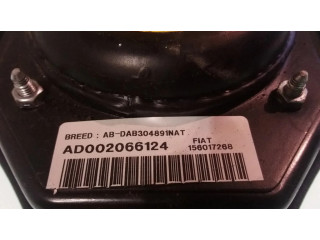 BREED : AB-DAB304891NAT
AD002066124
FIAT
156017268